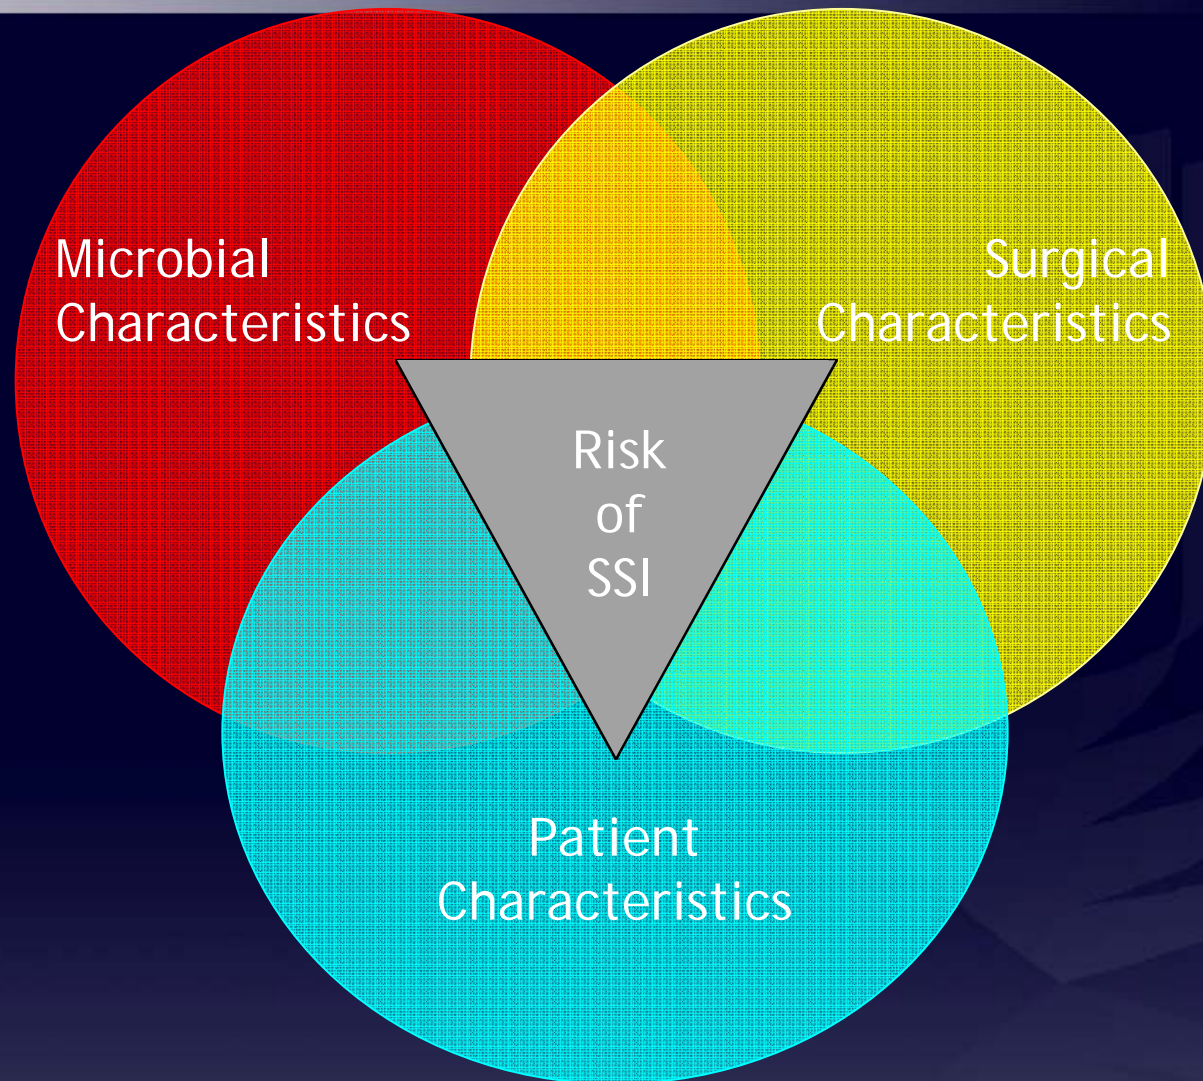 Microbial
Characteristics
Surgical
Characteristics
Risk
of
SSI
Patient
Characteristics